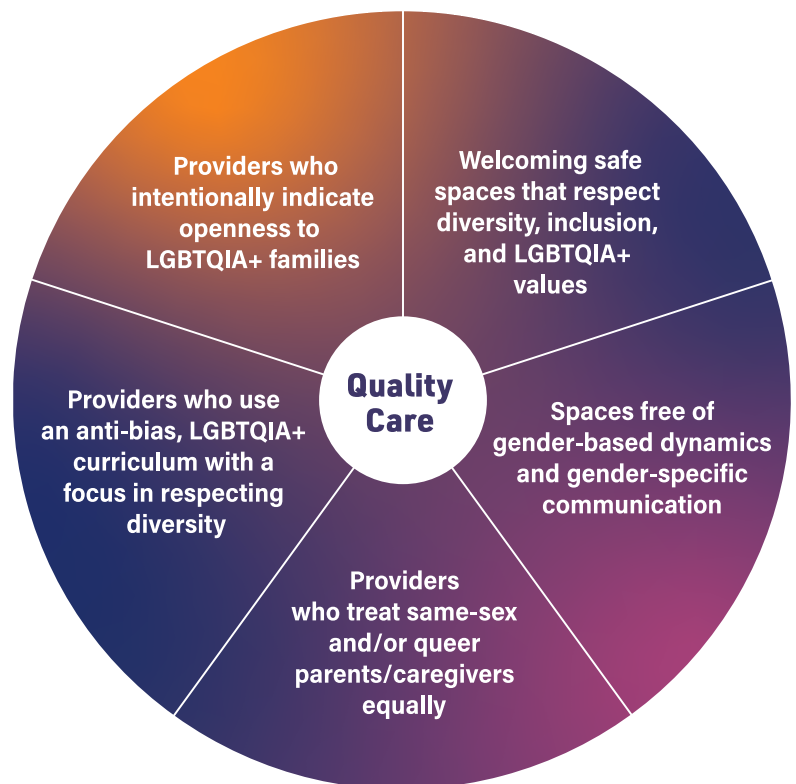 Providers who
intentionally indicate
openness to
LGBTQIA+ families
Welcoming safe
spaces that respect
diversity, inclusion,
and LGBTQIA+
values
Quality
Care
Providers who use
an anti-bias, LGBTQIA+
curriculum with a
focus in respecting
diversity
Spaces free of
gender-based dynamics
and gender-specific
communication
Providers
who treat same-sex
and/or queer
parents/caregivers
equally